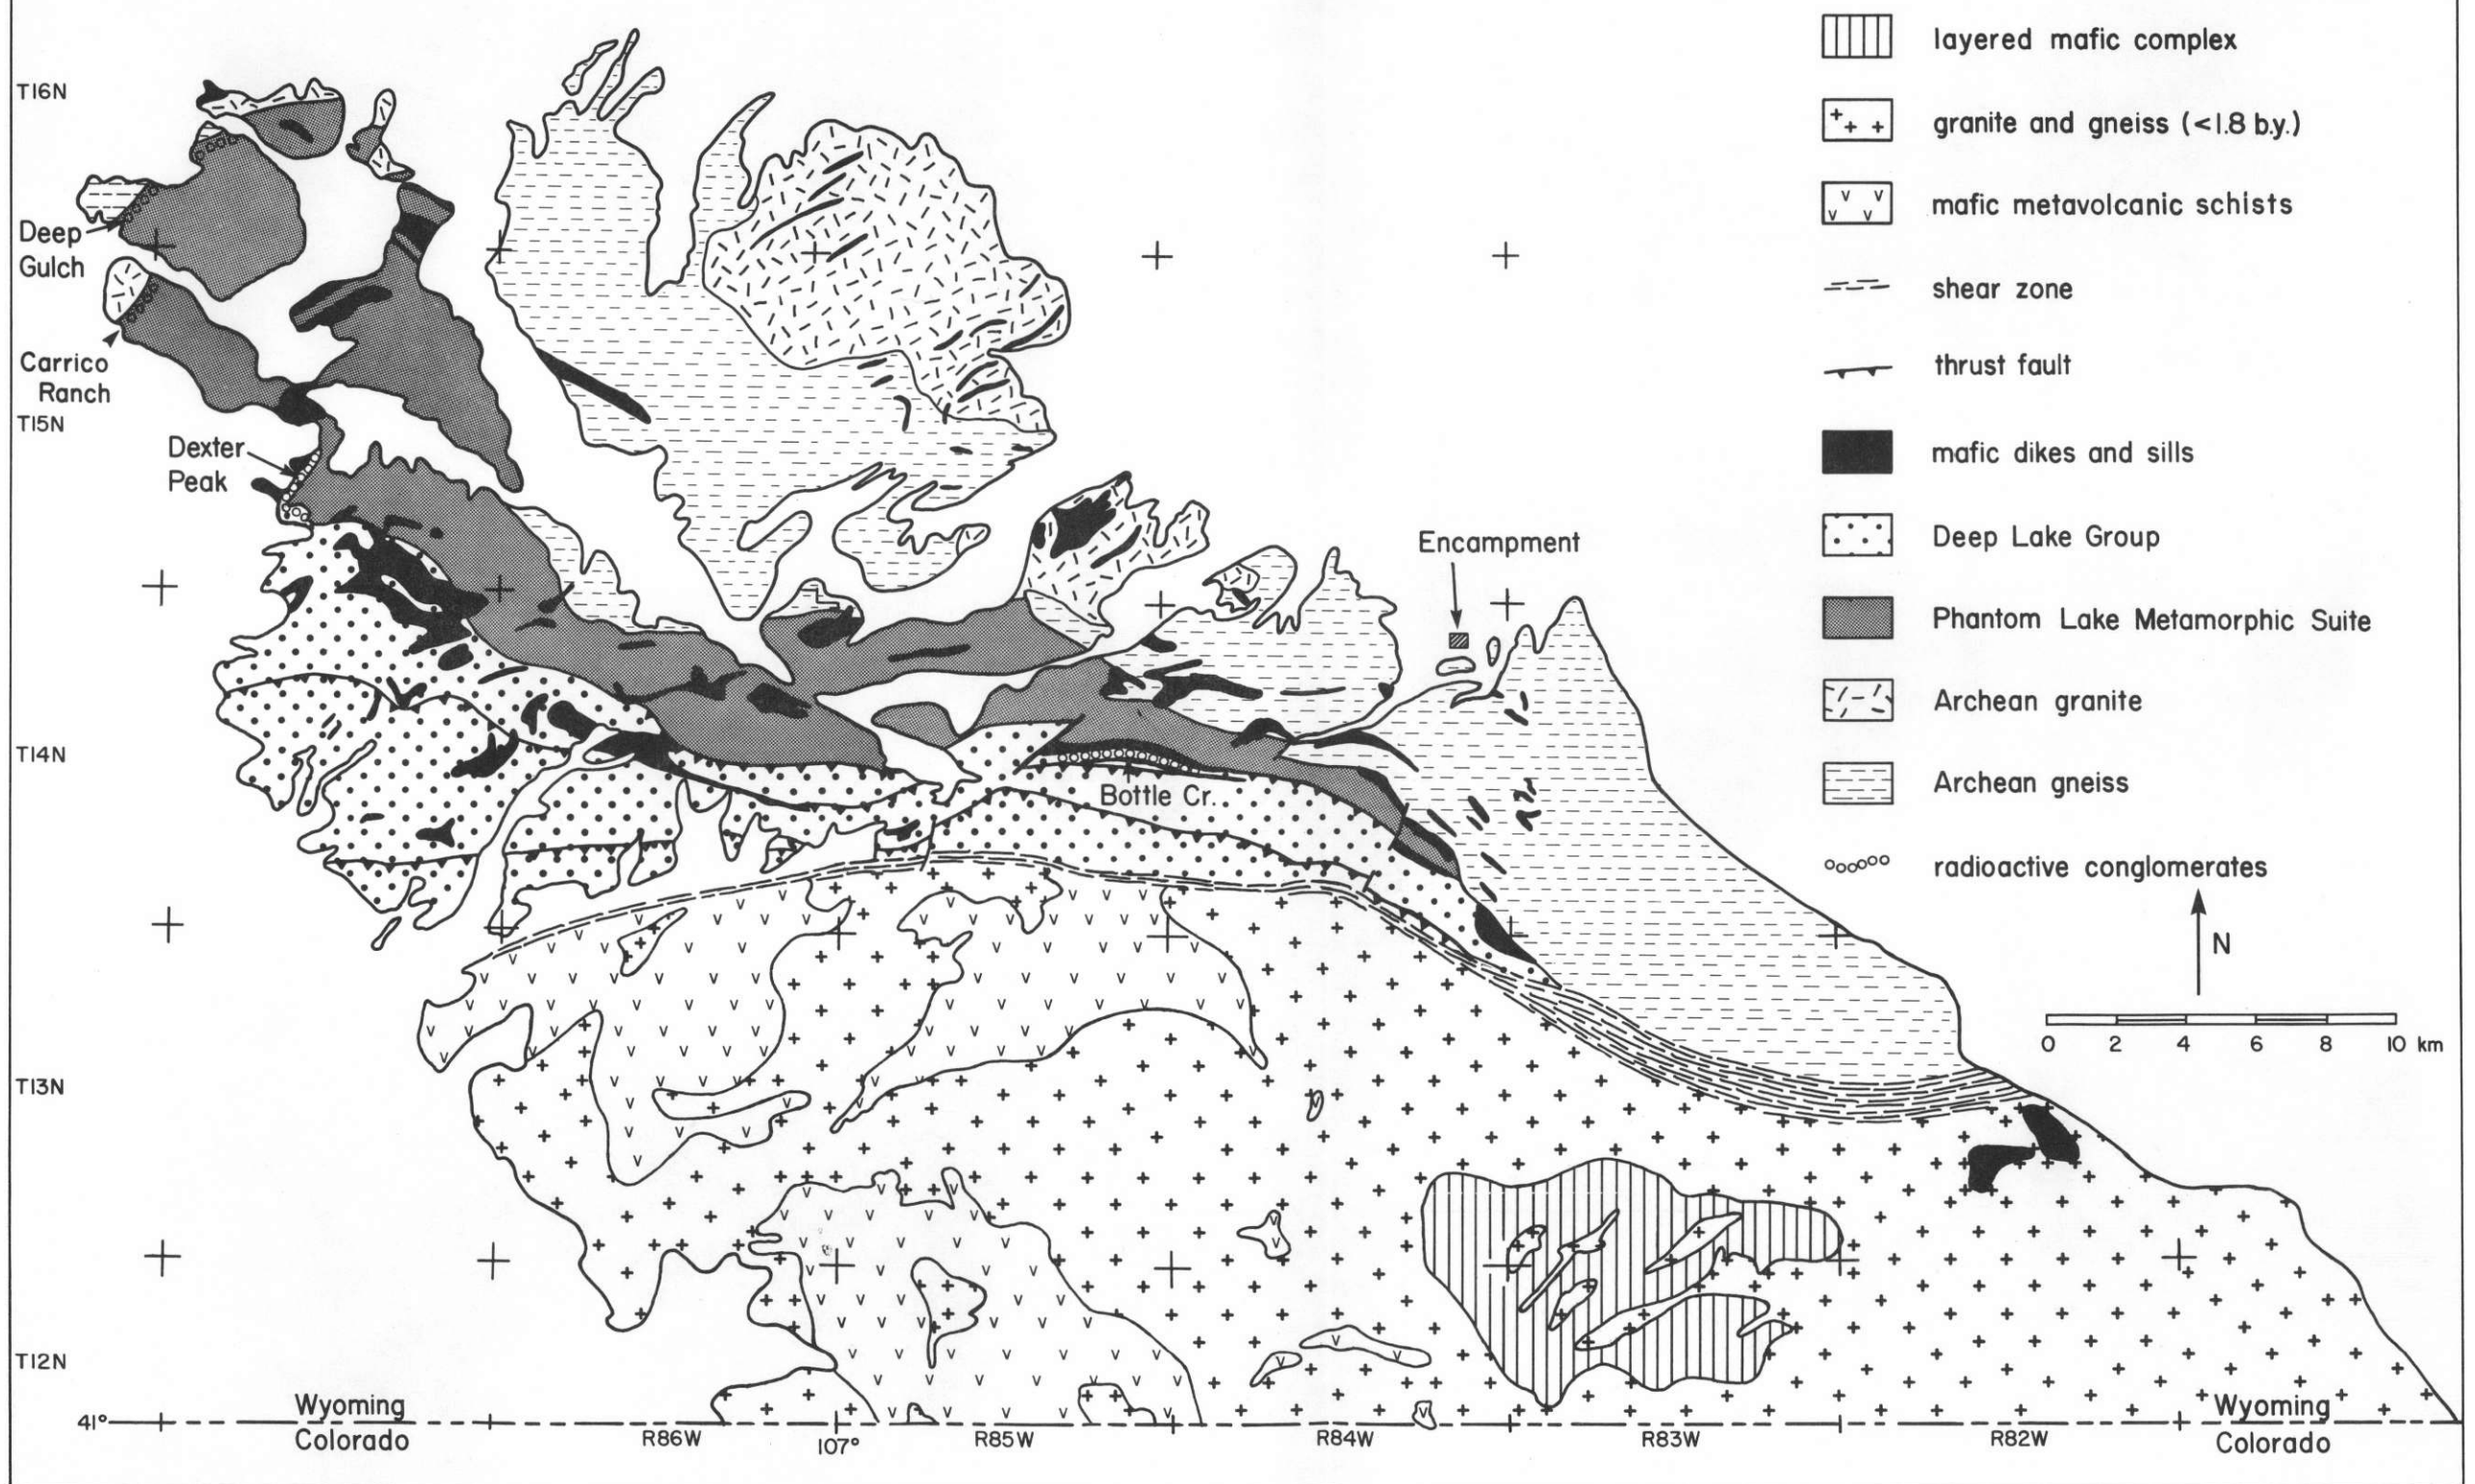 layered mafic complex
granite and gneiss (<1.8 b.y.)
mafic metavolcanic schists
shear zone
thrust fault
mafic dikes and sills
Deep Lake Group
Phantom Lake Metamorphic Suite
Archean granite
Archean gneiss
radioactive conglomerates
N
0 2 4 6 8 10 km
T16N
Deep
Gulch
Carrico
Ranch
T15N
Dexter
Peak
Encampment
T14N
Bottle Cr.
T13N
T12N
41°
Wyoming
Colorado
R86W
107°
R85W
R84W
R83W
R82W
Wyoming
Colorado